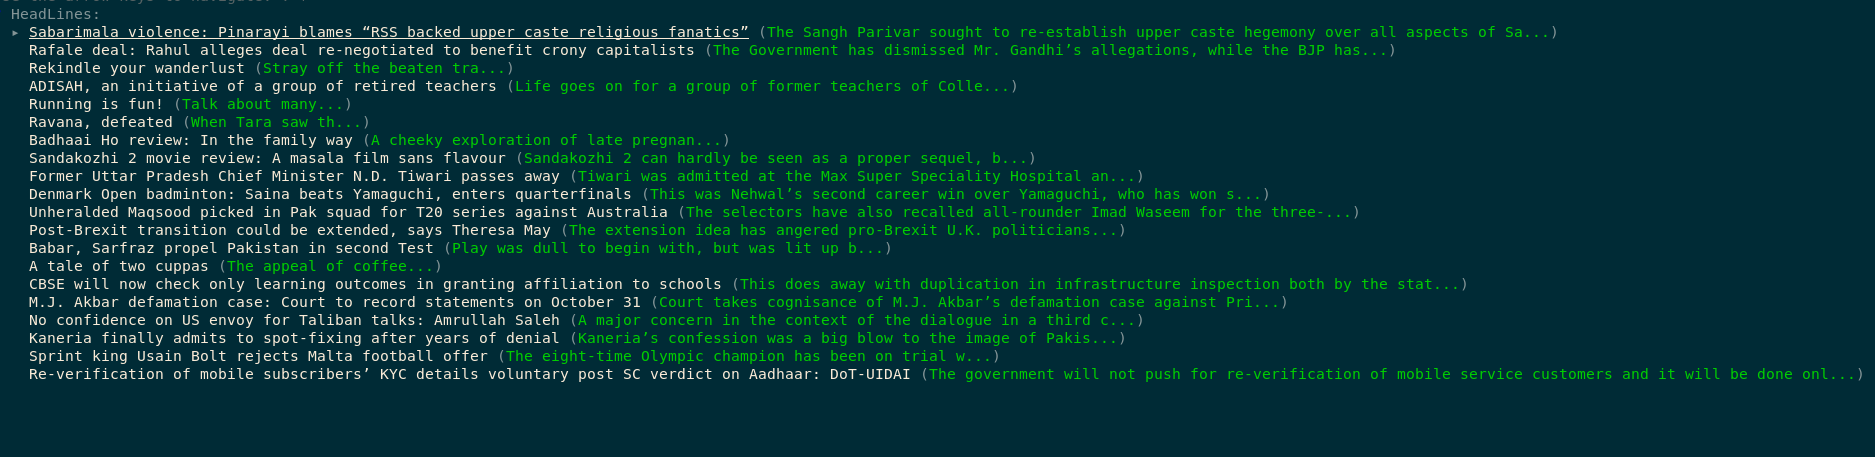 HeadLines:
▸ Sabarimala violence: Pinarayi blames “RSS backed upper caste religious fanatics” (The Sangh Parivar sought to re-establish upper caste hegemony over all aspects of Sa...)
Rafale deal: Rahul alleges deal re-negotiated to benefit crony capitalists (The Government has dismissed Mr. Gandhi’s allegations, while the BJP has...)
Rekindle your wanderlust (Stray off the beaten tra...)
ADISAH, an initiative of a group of retired teachers (Life goes on for a group of former teachers of Colle...)
Running is fun! (Talk about many...)
Ravana, defeated (When Tara saw th...)
Badhaai Ho review: In the family way (A cheeky exploration of late pregnan...)
Sandakozhi 2 movie review: A masala film sans flavour (Sandakozhi 2 can hardly be seen as a proper sequel, b...)
Former Uttar Pradesh Chief Minister N.D. Tiwari passes away (Tiwari was admitted at the Max Super Speciality Hospital an...)
Denmark Open badminton: Saina beats Yamaguchi, enters quarterfinals (This was Nehwal’s second career win over Yamaguchi, who has won s...)
Unheralded Maqsood picked in Pak squad for T20 series against Australia (The selectors have also recalled all-rounder Imad Waseem for the three-...)
Post-Brexit transition could be extended, says Theresa May (The extension idea has angered pro-Brexit U.K. politicians...)
Babar, Sarfraz propel Pakistan in second Test (Play was dull to begin with, but was lit up b...)
A tale of two cuppas (The appeal of coffee...)
CBSE will now check only learning outcomes in granting affiliation to schools (This does away with duplication in infrastructure inspection both by the stat...)
M.J. Akbar defamation case: Court to record statements on October 31 (Court takes cognisance of M.J. Akbar’s defamation case against Pri...)
No confidence on US envoy for Taliban talks: Amrullah Saleh (A major concern in the context of the dialogue in a third c...)
Kaneria finally admits to spot-fixing after years of denial (Kaneria’s confession was a big blow to the image of Pakis...)
Sprint king Usain Bolt rejects Malta football offer (The eight-time Olympic champion has been on trial w...)
Re-verification of mobile subscribers’ KYC details voluntary post SC verdict on Aadhaar: DoT-UIDAI (The government will not push for re-verification of mobile service customers and it will be done onl...)